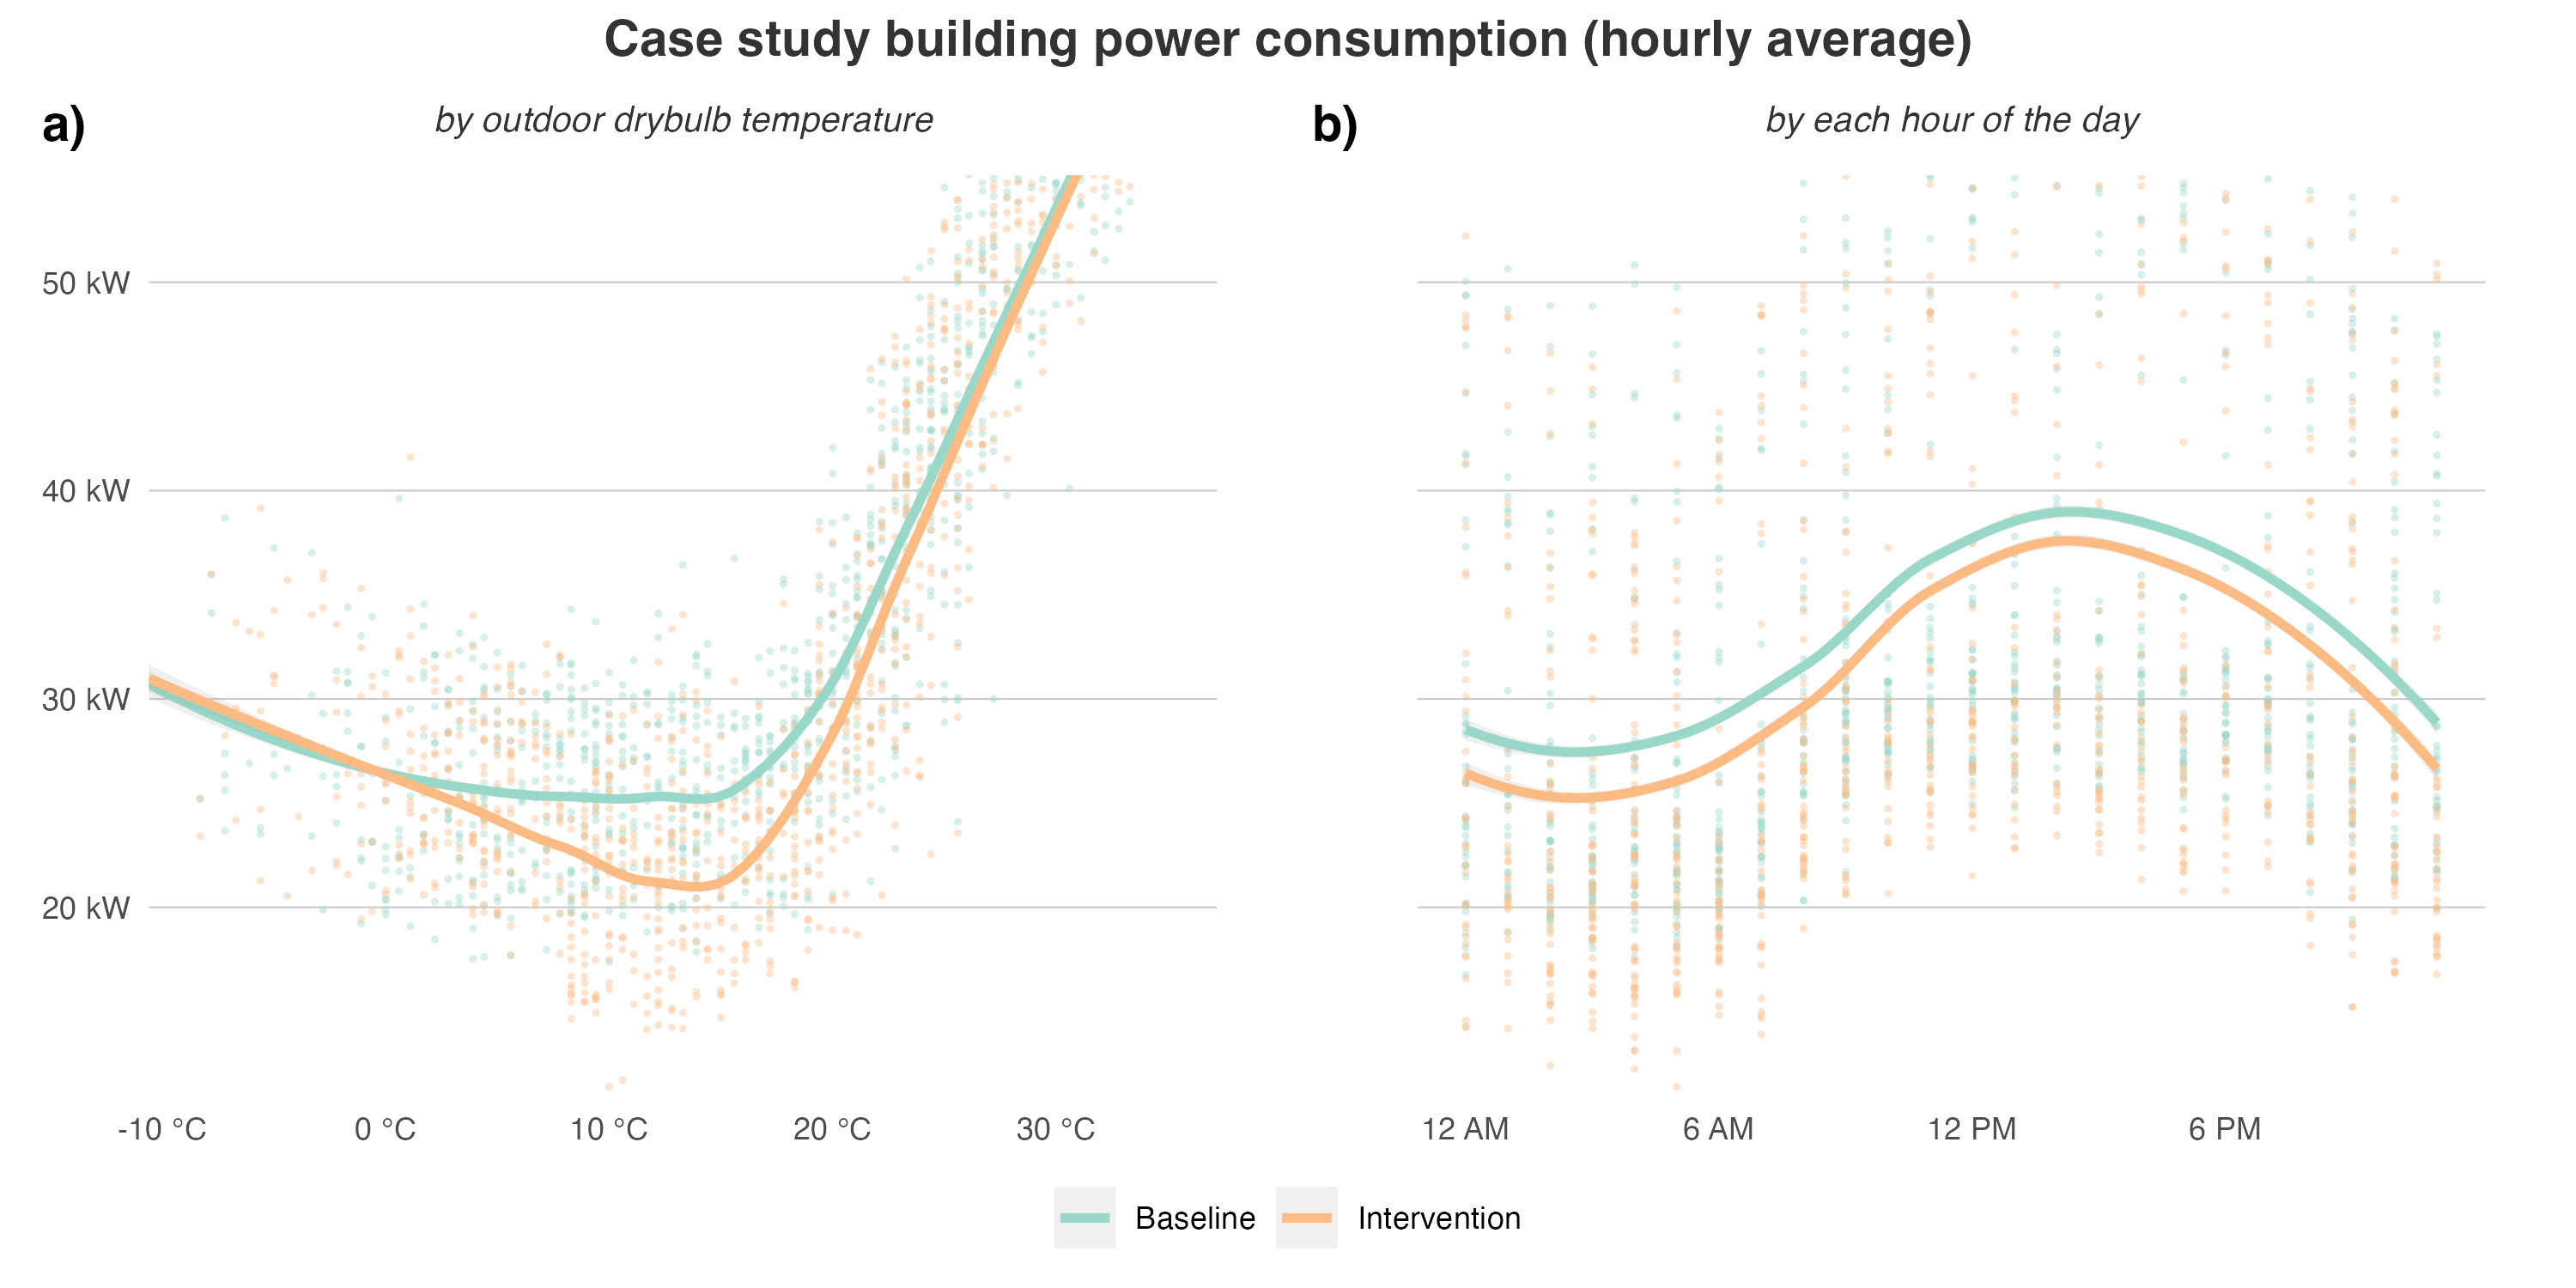 Case study building power consumption (hourly average)
a)
by outdoor drybulb temperature
50 kW
40 kW
30 kW
20 kW
-10 °C 0 °C 10 °C 20 °C 30 °C
b)
by each hour of the day
12 AM 6 AM 12 PM 6 PM
Baseline Intervention